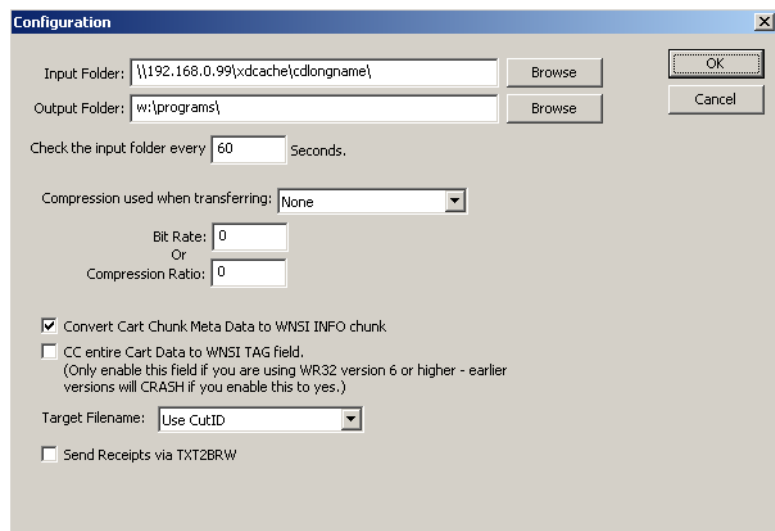 Configuration
Input Folder: \\192.168.0.99\xdcache\cdlongname\ Browse OK
Output Folder: w:\programs\ Browse Cancel
Check the input folder every 60 Seconds.
Compression used when transferring: None
Bit Rate: 0
Or
Compression Ratio: 0
Convert Cart Chunk Meta Data to WNSI INFO chunk
CC entire Cart Data to WNSI TAG field.
(Only enable this field if you are using WR32 version 6 or higher - earlier
versions will CRASH if you enable this to yes.)
Target Filename: Use CutID
Send Receipts via TXT2BRW